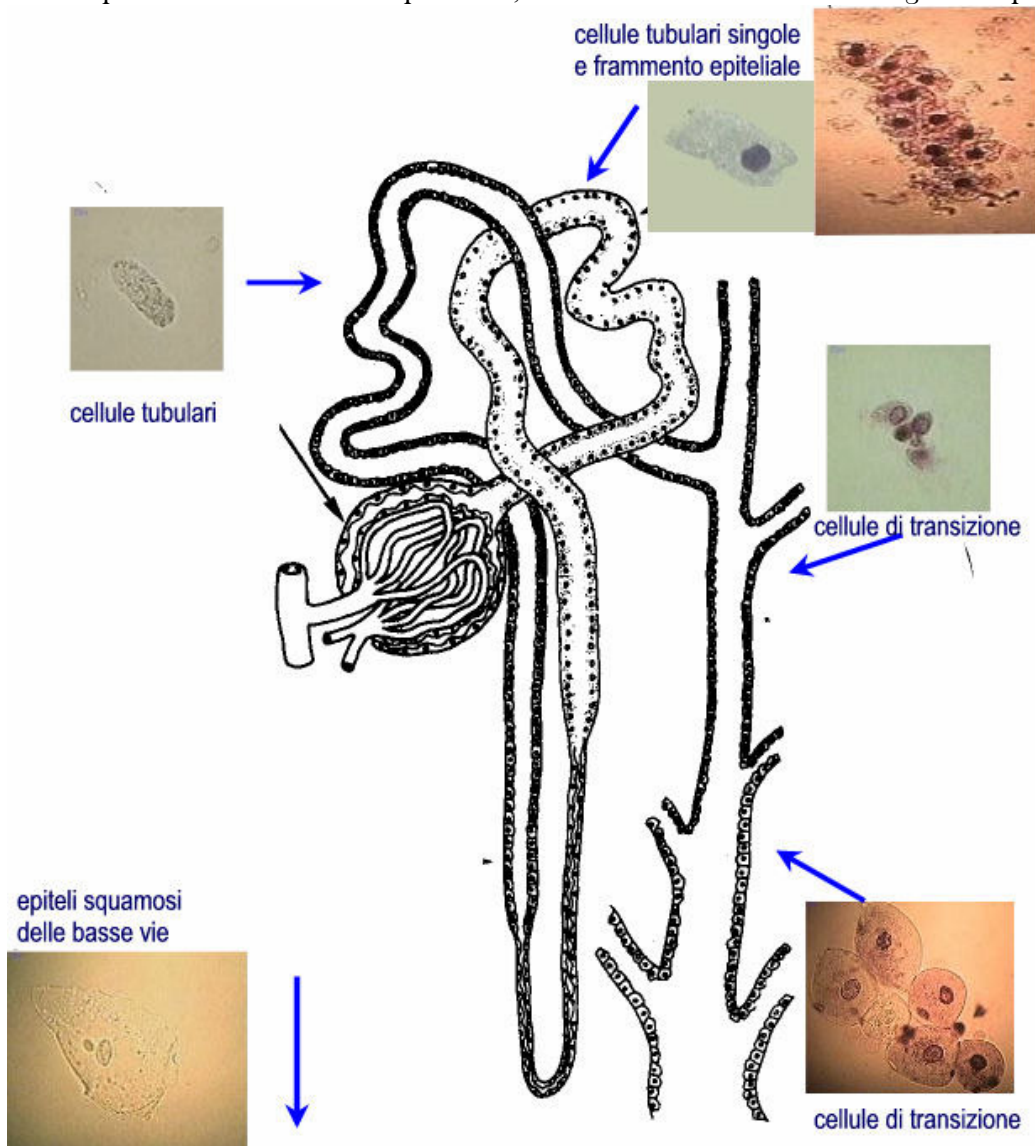 cellule tubulari singole
e frammento epiteliale
cellule tubulari
cellule di transizione
epiteli squamosi
delle basse vie
cellule di transizione